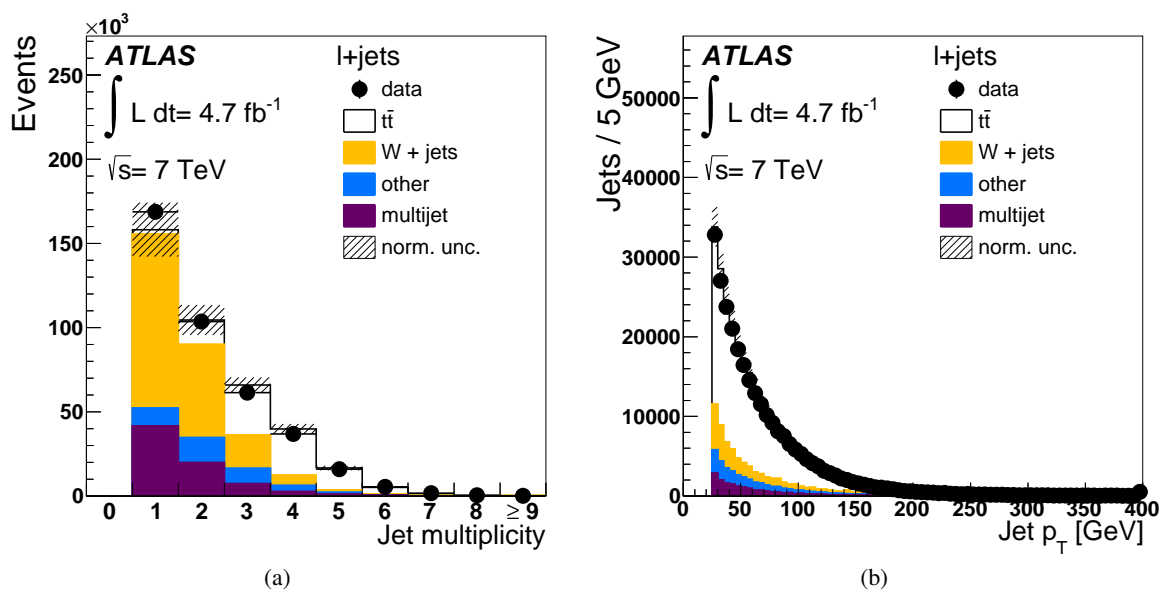 ×10³
Events
250
200
150
100
50
0
0 1 2 3 4 5 6 7 8 ≥ 9
Jet multiplicity
ATLAS
∫ L dt= 4.7 fb⁻¹
√s= 7 TeV
l+jets
data
tt̄
W + jets
other
multijet
norm. unc.
(a)
Jets / 5 GeV
50000
40000
30000
20000
10000
0
0 50 100 150 200 250 300 350 400
Jet p_T [GeV]
ATLAS
∫ L dt= 4.7 fb⁻¹
√s= 7 TeV
l+jets
data
tt̄
W + jets
other
multijet
norm. unc.
(b)